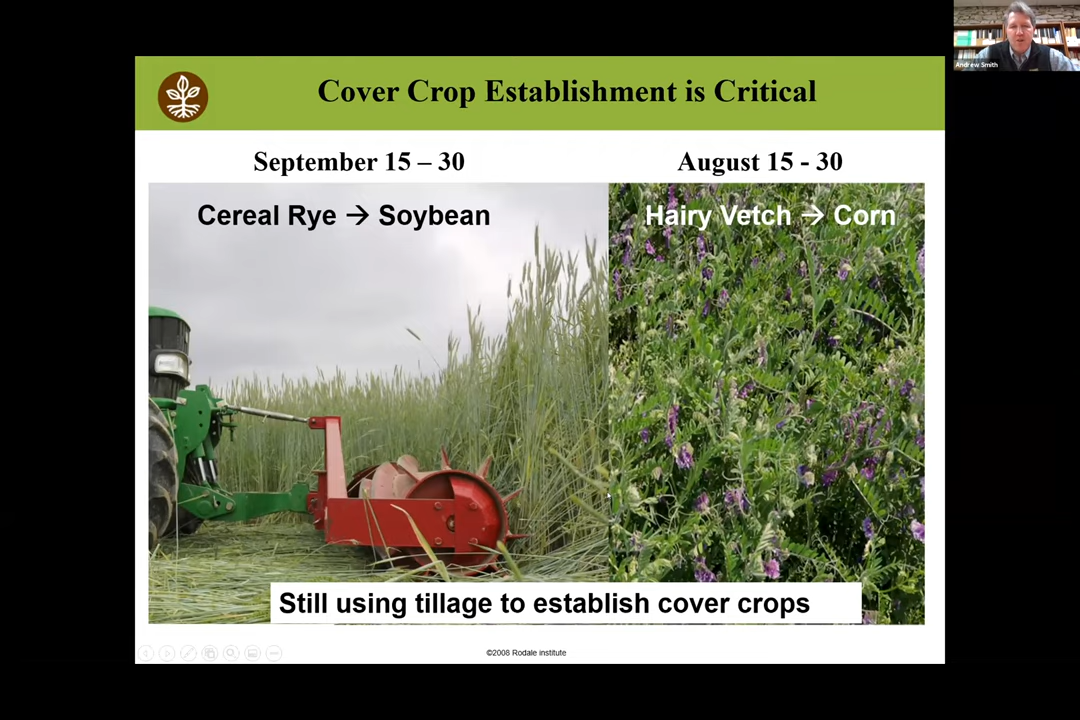 Andrew Smith
Cover Crop Establishment is Critical
September 15 – 30
August 15 - 30
Cereal Rye → Soybean
Hairy Vetch → Corn
Still using tillage to establish cover crops
©2008 Rodale institute